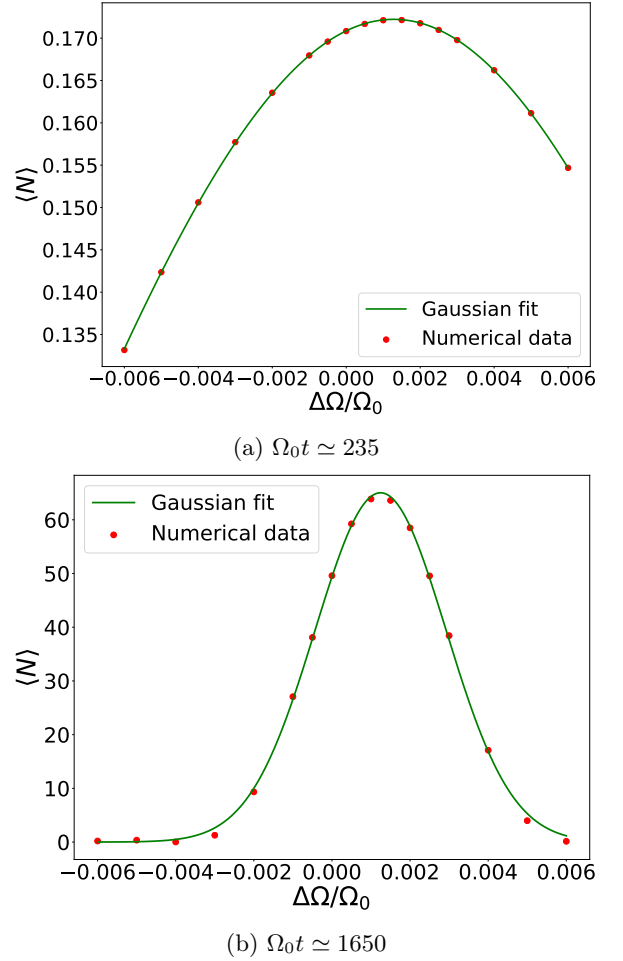 0.170
0.165
0.160
0.155
0.150
0.145
0.140
0.135
⟨N⟩
Gaussian fit
Numerical data
−0.006 −0.004 −0.002 0.000 0.002 0.004 0.006
ΔΩ/Ω₀
(a) Ω₀t ≃ 235
60
50
40
30
20
10
0
⟨N⟩
Gaussian fit
Numerical data
−0.006 −0.004 −0.002 0.000 0.002 0.004 0.006
ΔΩ/Ω₀
(b) Ω₀t ≃ 1650